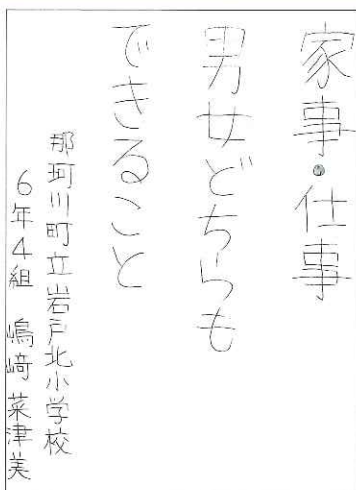 家事・仕事
男女どちらも
できること
那珂川町立岩戸北小学校
6年4組 嶋﨑 菜津美